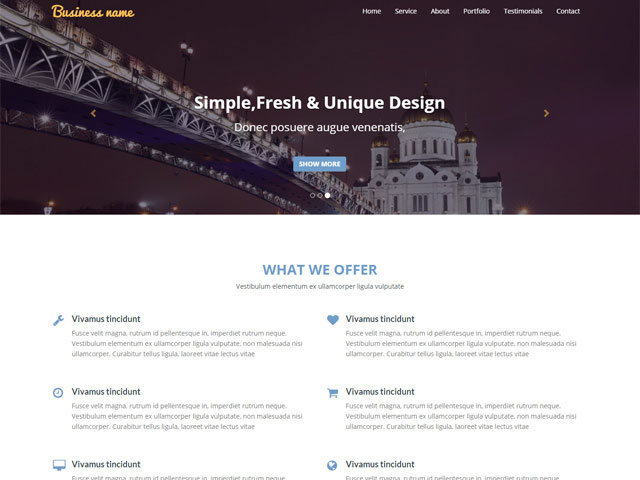 Business name
Home Service About Portfolio Testimonials Contact
Simple,Fresh & Unique Design
Donec posuere augue venenatis,
SHOW MORE
WHAT WE OFFER
Vestibulum elementum ex ullamcorper ligula vulputate
Vivamus tincidunt
Fusce velit magna, rutrum id pellentesque in, imperdiet rutrum neque.
Vestibulum elementum ex ullamcorper ligula vulputate, non malesuada nisi
ullamcorper. Curabitur tellus ligula, laoreet vitae lectus vitae
Vivamus tincidunt
Fusce velit magna, rutrum id pellentesque in, imperdiet rutrum neque.
Vestibulum elementum ex ullamcorper ligula vulputate, non malesuada nisi
ullamcorper. Curabitur tellus ligula, laoreet vitae lectus vitae
Vivamus tincidunt
Fusce velit magna, rutrum id pellentesque in, imperdiet rutrum neque.
Vestibulum elementum ex ullamcorper ligula vulputate, non malesuada nisi
ullamcorper. Curabitur tellus ligula, laoreet vitae lectus vitae
Vivamus tincidunt
Fusce velit magna, rutrum id pellentesque in, imperdiet rutrum neque.
Vestibulum elementum ex ullamcorper ligula vulputate, non malesuada nisi
ullamcorper. Curabitur tellus ligula, laoreet vitae lectus vitae
Vivamus tincidunt
Fusce velit magna, rutrum id pellentesque in, imperdiet rutrum neque.
Vivamus tincidunt
Fusce velit magna, rutrum id pellentesque in, imperdiet rutrum neque.